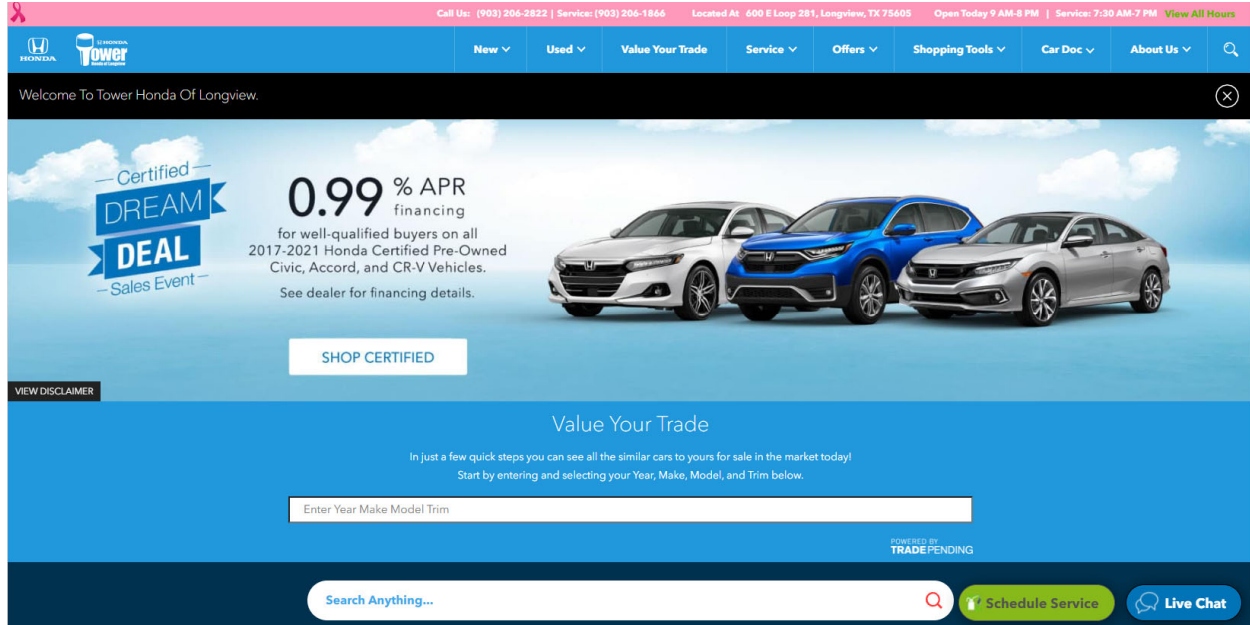 Call Us: (903) 206-2822 | Service: (903) 206-1866 Located At 600 E Loop 281, Longview, TX 75605 Open Today 9 AM-8 PM | Service: 7:30 AM-7 PM View All Hours
HONDA
HONDA
Tower
Honda of Longview
New Used Value Your Trade Service Offers Shopping Tools Car Doc About Us
Welcome To Tower Honda Of Longview.
Certified
DREAM
DEAL
Sales Event
0.99 % APR
financing
for well-qualified buyers on all
2017-2021 Honda Certified Pre-Owned
Civic, Accord, and CR-V Vehicles.
See dealer for financing details.
SHOP CERTIFIED
VIEW DISCLAIMER
Value Your Trade
In just a few quick steps you can see all the similar cars to yours for sale in the market today!
Start by entering and selecting your Year, Make, Model, and Trim below.
Enter Year Make Model Trim
POWERED BY
TRADEPENDING
Search Anything...
Schedule Service
Live Chat